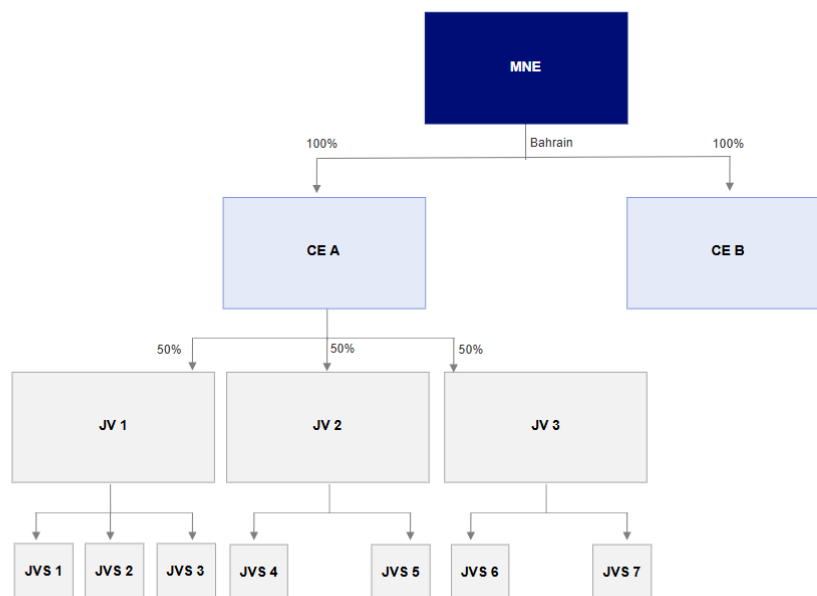 MNE
Bahrain
100%
100%
CE A
CE B
50%
50%
50%
JV 1
JV 2
JV 3
JVS 1
JVS 2
JVS 3
JVS 4
JVS 5
JVS 6
JVS 7